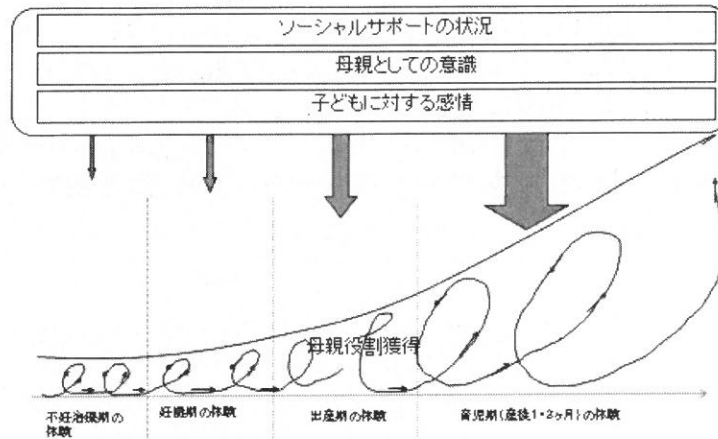 ソーシャルサポートの状況
母親としての意識
子どもに対する感情
母親役割獲得
不妊治療期の
体験
妊娠期の体験
出産期の体験
育児期(産後1・2ヶ月)の体験